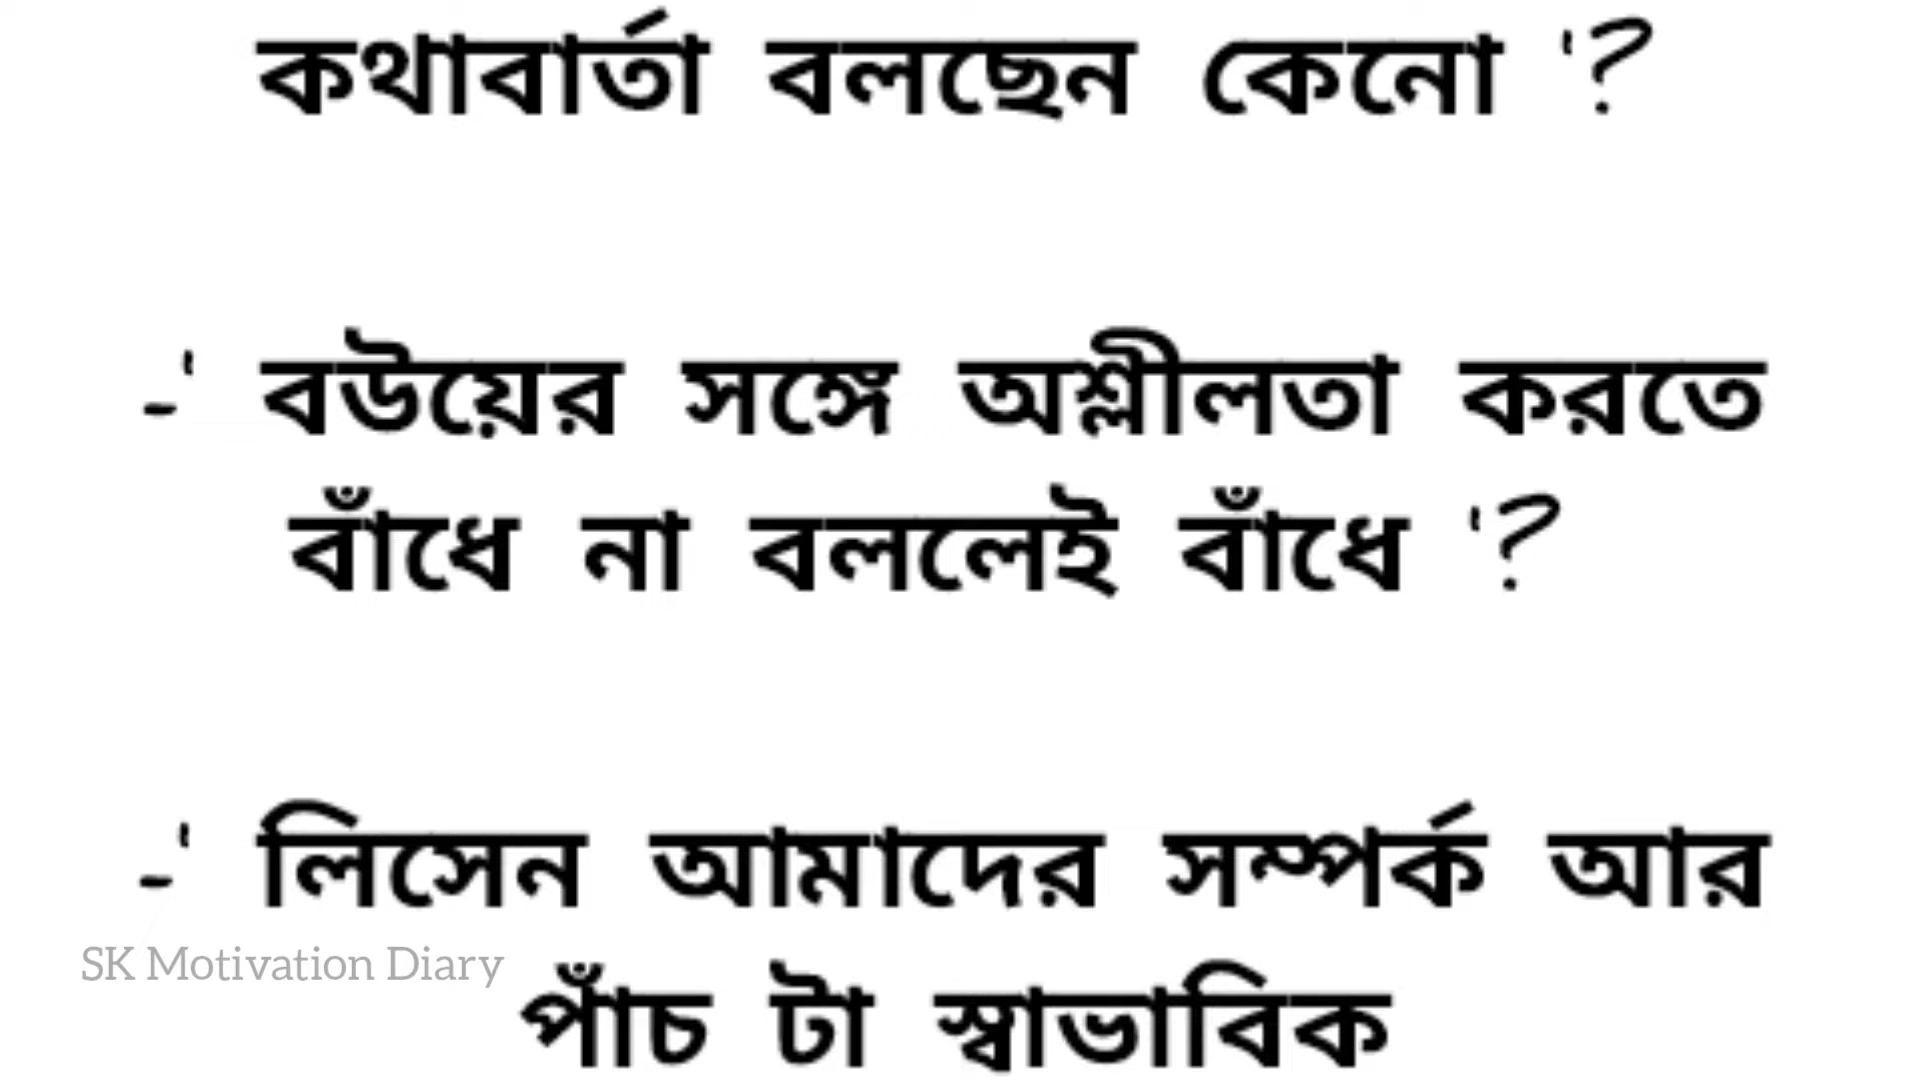 কথাবার্তা বলছেন কেনো '?
-' বউয়ের সঙ্গে অশ্লীলতা করতে
বাঁধে না বললেই বাঁধে '?
-' লিসেন আমাদের সম্পর্ক আর
SK Motivation Diary
পাঁচ টা স্বাভাবিক